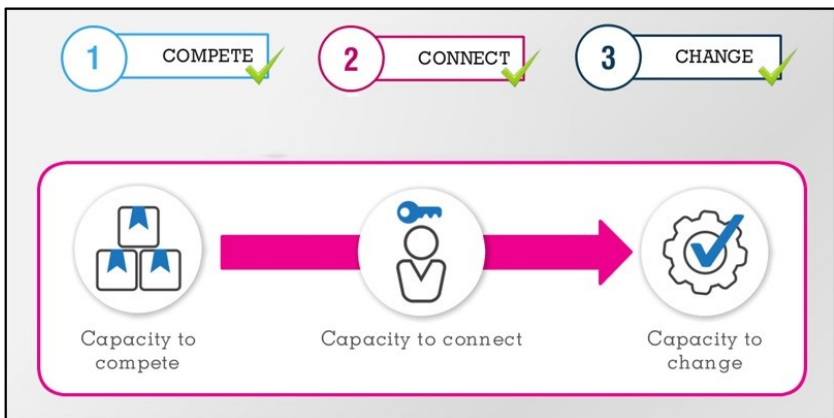 1 COMPETE
2 CONNECT
3 CHANGE
Capacity to
compete
Capacity to connect
Capacity to
change